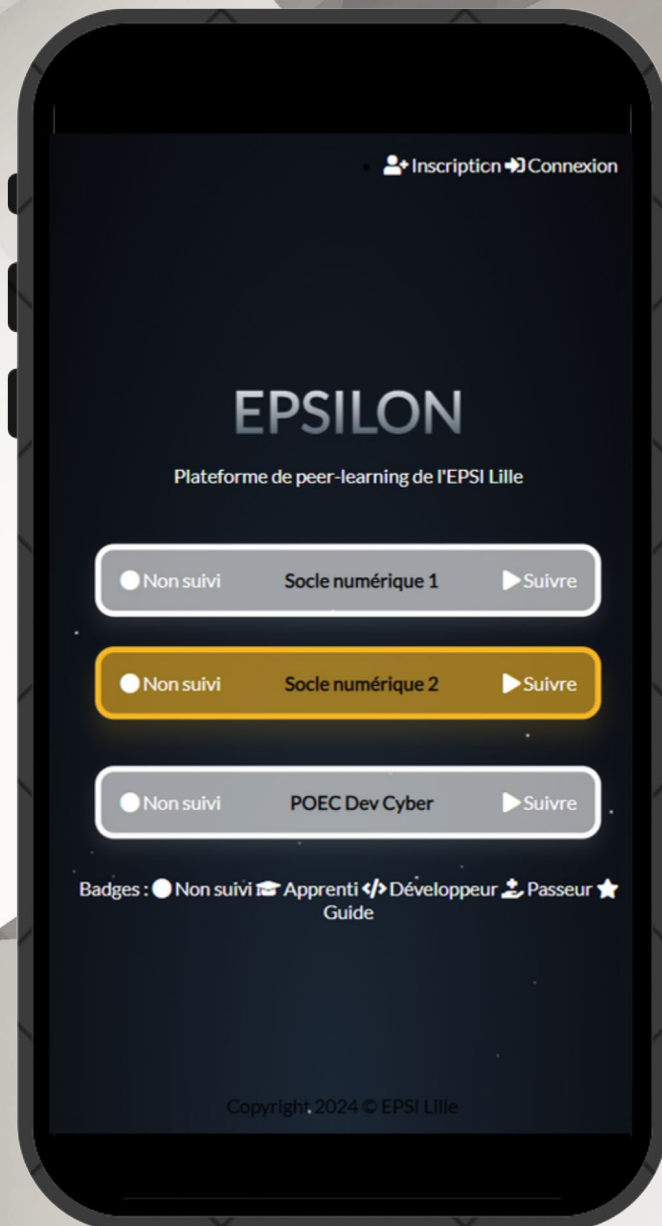 Inscription Connexion
EPSILON
Plateforme de peer-learning de l'EPSI Lille
Non suivi Socle numérique 1 Suivre
Non suivi Socle numérique 2 Suivre
Non suivi POEC Dev Cyber Suivre
Badges : Non suivi Apprenti Développeur Passeur
Guide
Copyright 2024 © EPSI Lille